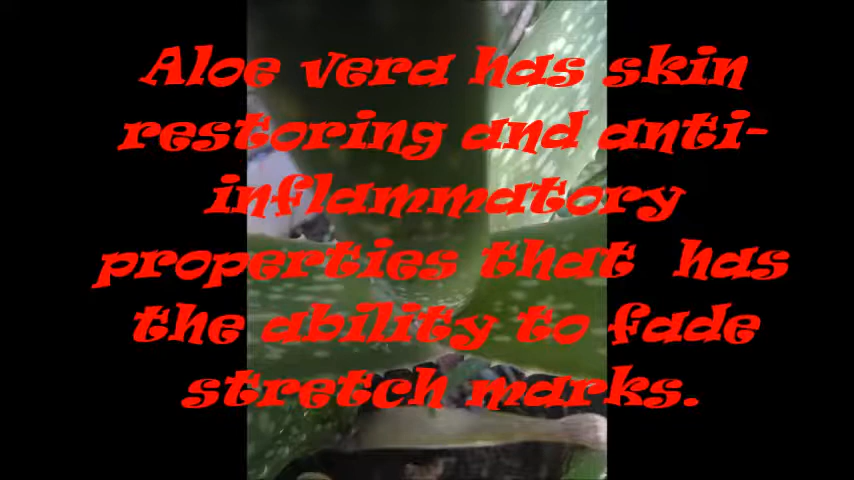 Aloe vera has skin
restoring and anti-
inflammatory
properties that  has
the ability to fade
stretch marks.